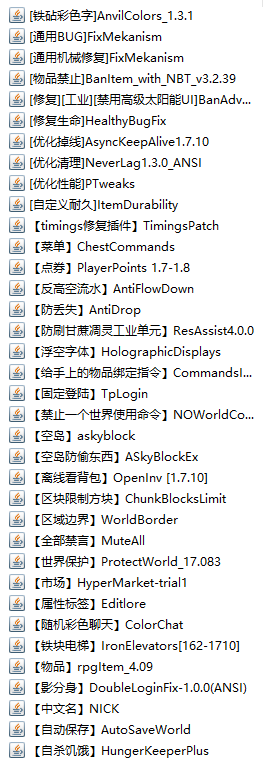 [铁砧彩色字]AnvilColors_1.3.1
[通用BUG]FixMekanism
[通用机械修复]FixMekanism
[物品禁止]BanItem_with_NBT_v3.2.39
[修复][工业][禁用高级太阳能UI]BanAdv...
[修复生命]HealthyBugFix
[优化掉线]AsyncKeepAlive1.7.10
[优化清理]NeverLag1.3.0_ANSI
[优化性能]PTweaks
[自定义耐久]ItemDurability
【timings修复插件】TimingsPatch
【菜单】ChestCommands
【点券】PlayerPoints 1.7-1.8
【反高空流水】AntiFlowDown
【防丢失】AntiDrop
【防刷甘蔗凋灵工业单元】ResAssist4.0.0
【浮空字体】HolographicDisplays
【给手上的物品绑定指令】CommandsI...
【固定登陆】TpLogin
【禁止一个世界使用命令】NOWorldCo...
【空岛】askyblock
【空岛防偷东西】ASkyBlockEx
【离线看背包】OpenInv [1.7.10]
【区块限制方块】ChunkBlocksLimit
【区域边界】WorldBorder
【全部禁言】MuteAll
【世界保护】ProtectWorld_17.083
【市场】HyperMarket-trial1
【属性标签】Editlore
【随机彩色聊天】ColorChat
【铁块电梯】IronElevators[162-1710]
【物品】rpgItem_4.09
【影分身】DoubleLoginFix-1.0.0(ANSI)
【中文名】NICK
【自动保存】AutoSaveWorld
【自杀饥饿】HungerKeeperPlus